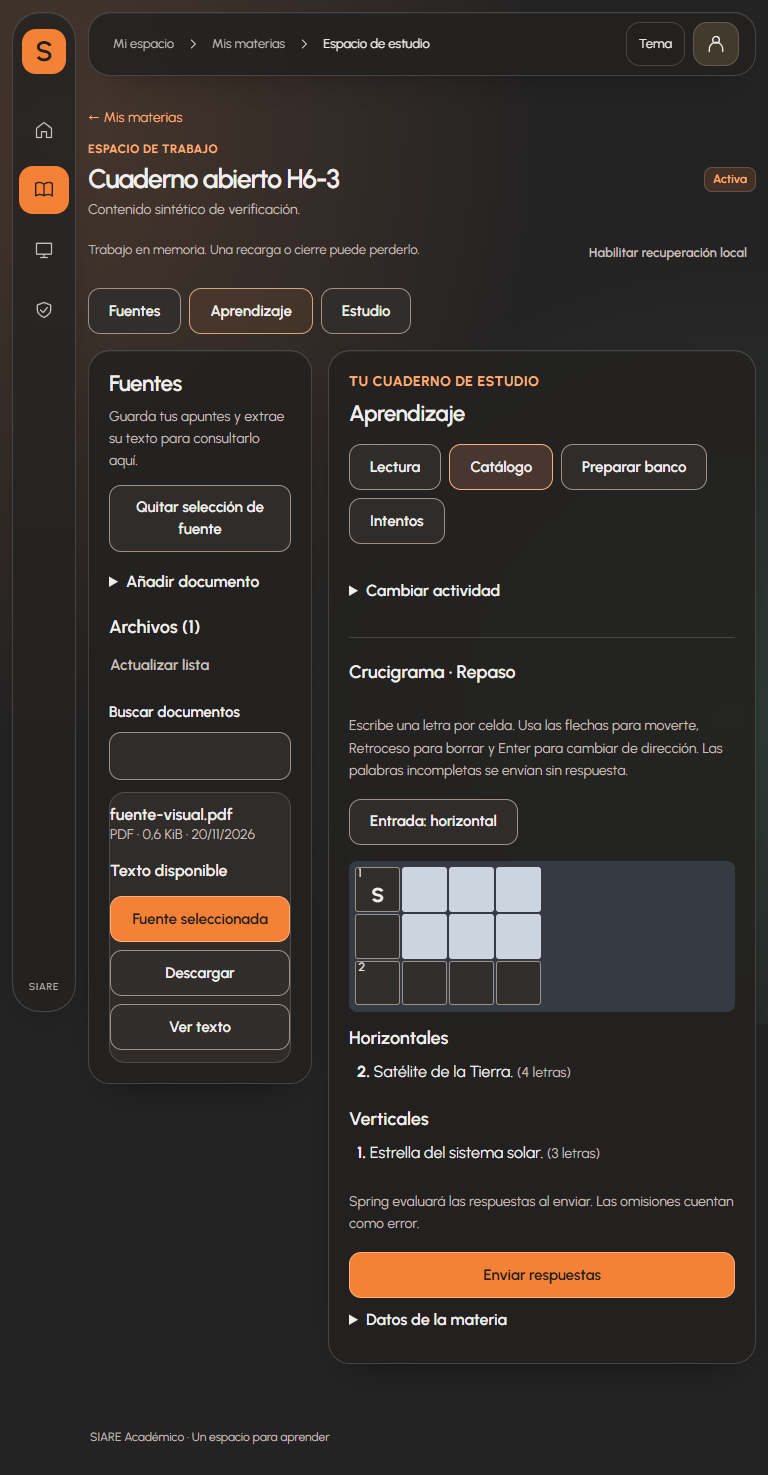 S
Mi espacio > Mis materias > Espacio de estudio
Tema
← Mis materias
ESPACIO DE TRABAJO
Cuaderno abierto H6-3
Activa
Contenido sintético de verificación.
Trabajo en memoria. Una recarga o cierre puede perderlo.
Habilitar recuperación local
Fuentes
Aprendizaje
Estudio
Fuentes
Guarda tus apuntes y extrae
su texto para consultarlo
aquí.
Quitar selección de
fuente
▶ Añadir documento
Archivos (1)
Actualizar lista
Buscar documentos
fuente-visual.pdf
PDF · 0,6 KiB · 20/11/2026
Texto disponible
Fuente seleccionada
Descargar
Ver texto
SIARE
TU CUADERNO DE ESTUDIO
Aprendizaje
Lectura
Catálogo
Preparar banco
Intentos
▶ Cambiar actividad
Crucigrama · Repaso
Escribe una letra por celda. Usa las flechas para moverte,
Retroceso para borrar y Enter para cambiar de dirección. Las
palabras incompletas se envían sin respuesta.
Entrada: horizontal
1
S
2
Horizontales
2. Satélite de la Tierra. (4 letras)
Verticales
1. Estrella del sistema solar. (3 letras)
Spring evaluará las respuestas al enviar. Las omisiones cuentan
como error.
Enviar respuestas
▶ Datos de la materia
SIARE Académico · Un espacio para aprender